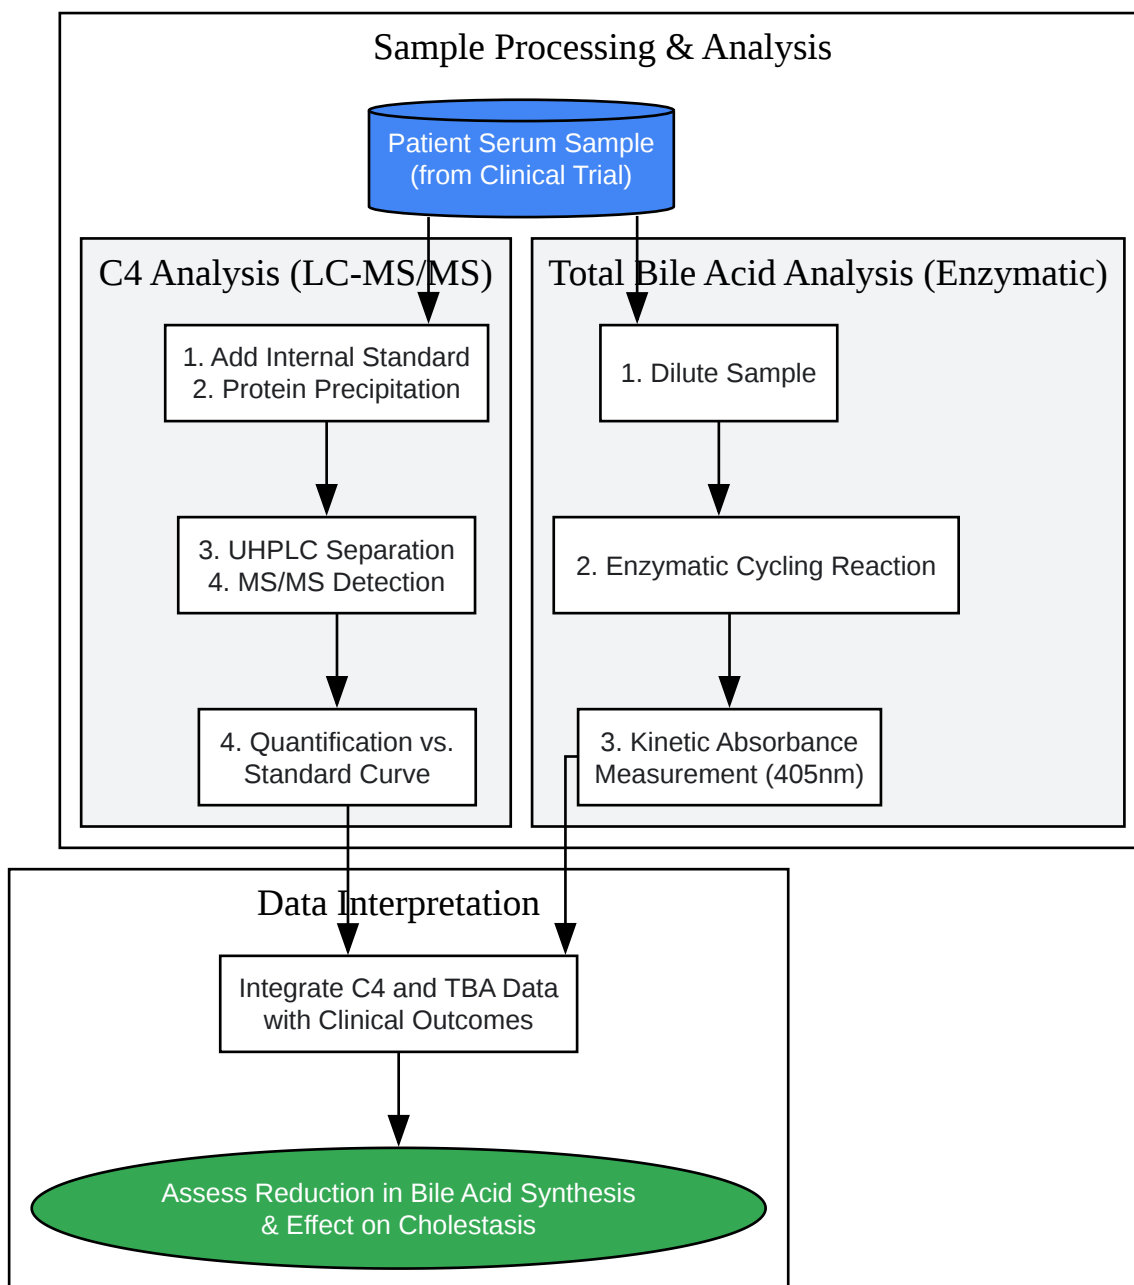 Sample Processing & Analysis
Patient Serum Sample
(from Clinical Trial)
C4 Analysis (LC-MS/MS)
1. Add Internal Standard
2. Protein Precipitation
3. UHPLC Separation
4. MS/MS Detection
4. Quantification vs.
Standard Curve
Total Bile Acid Analysis (Enzymatic)
1. Dilute Sample
2. Enzymatic Cycling Reaction
3. Kinetic Absorbance
Measurement (405nm)
Data Interpretation
Integrate C4 and TBA Data
with Clinical Outcomes
Assess Reduction in Bile Acid Synthesis
& Effect on Cholestasis